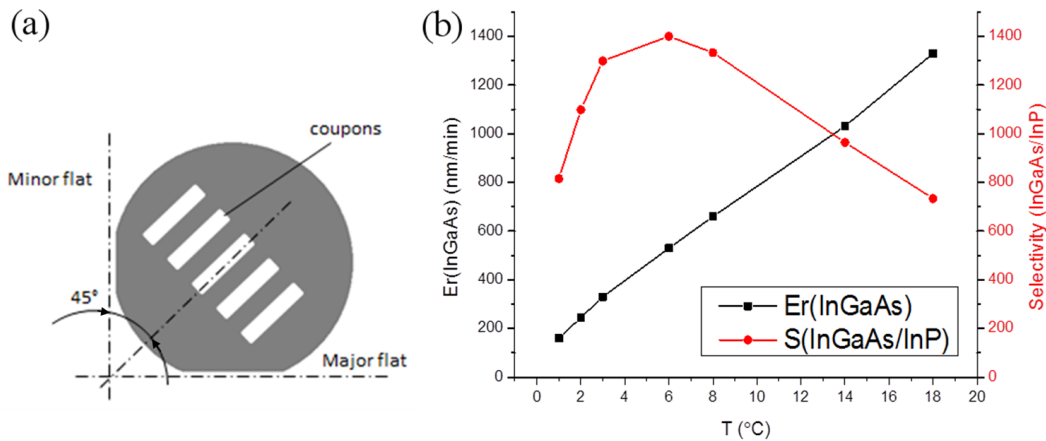 (a)
coupons
Minor flat
45°
Major flat
(b)
1400
1200
1000
800
600
400
200
0
Er(InGaAs) (nm/min)
0 2 4 6 8 10 12 14 16 18 20
T (°C)
Er(InGaAs)
S(InGaAs/InP)
1400
1200
1000
800
600
400
200
0
Selectivity (InGaAs/InP)